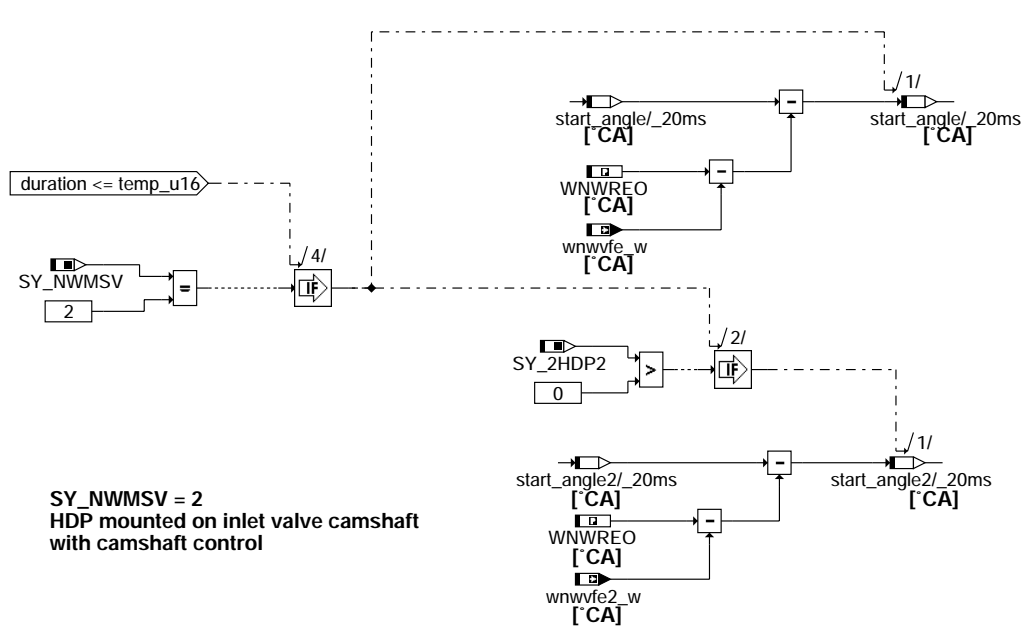 /1/
start_angle/_20ms
[°CA]
-
start_angle/_20ms
[°CA]
WNWREO
[°CA]
-
wnwvfe_w
[°CA]
duration <= temp_u16
/4/
SY_NWMSV
=
IF
2
/2/
SY_2HDP2
>
IF
0
/1/
start_angle2/_20ms
[°CA]
-
start_angle2/_20ms
[°CA]
WNWREO
[°CA]
-
wnwvfe2_w
[°CA]
SY_NWMSV = 2
HDP mounted on inlet valve camshaft
with camshaft control